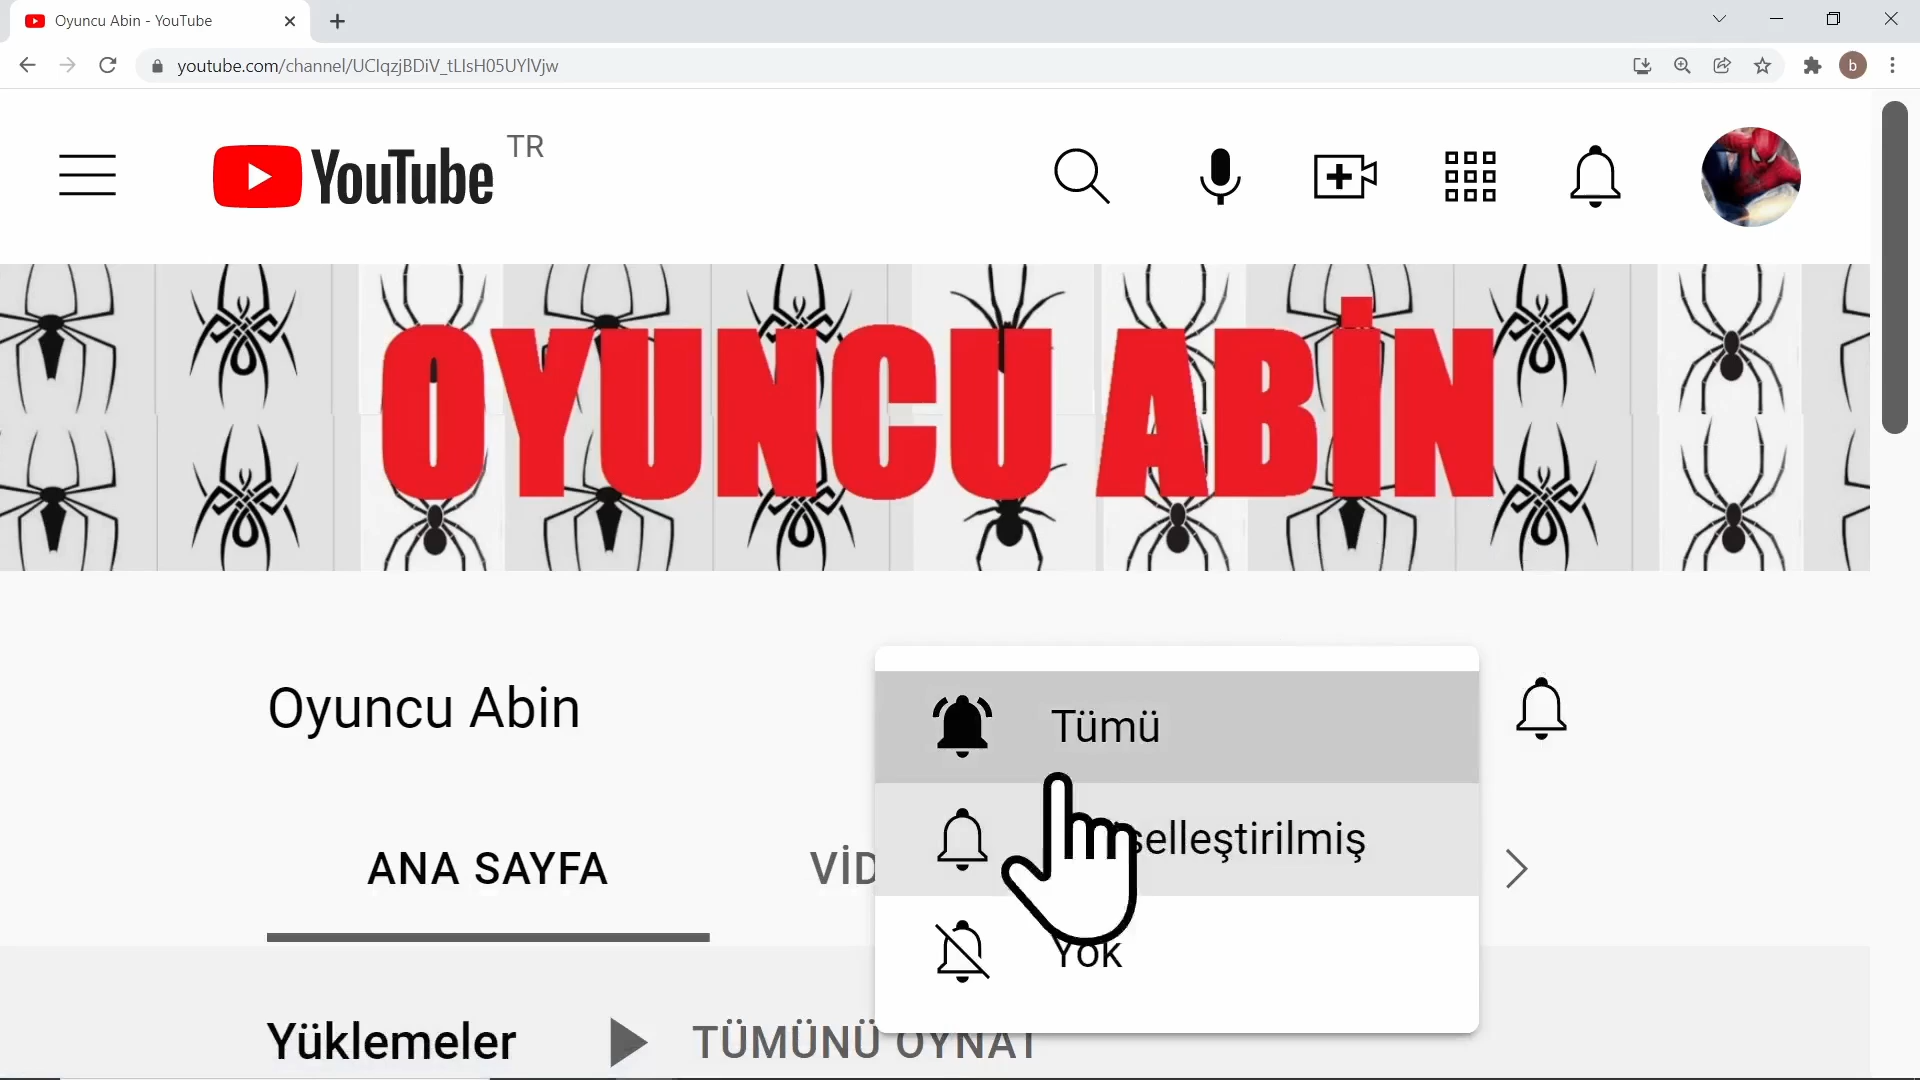 Oyuncu Abin - YouTube
youtube.com/channel/UClqzjBDiV_tLlsH05UYlVjw
b
YouTube TR
OYUNCU ABİN
Oyuncu Abin
Tümü
selleştirilmiş
Yok
ANA SAYFA
VİD
Yüklemeler
TÜMÜNÜ OYNAT